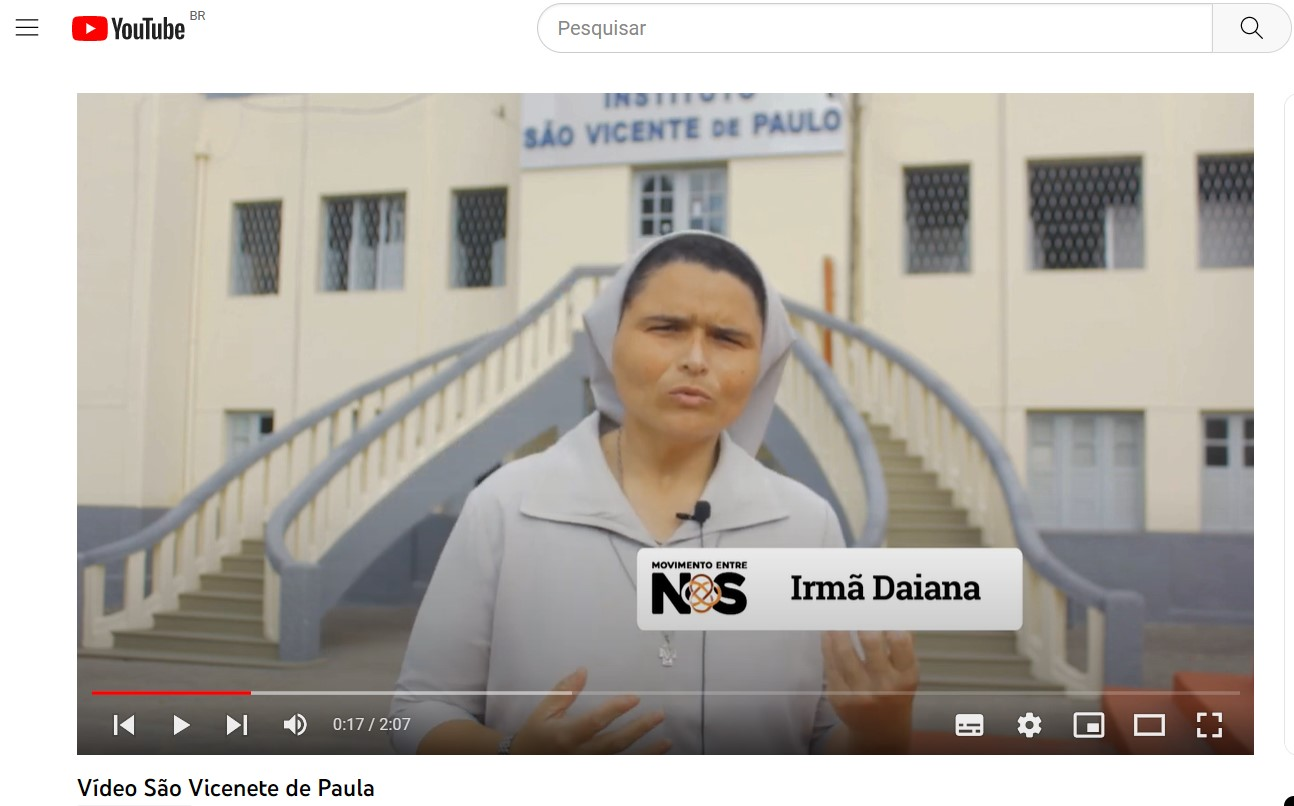 YouTube BR
Pesquisar
INSTITUTO
SÃO VICENTE DE PAULO
MOVIMENTO ENTRE
NÓS
Irmã Daiana
0:17 / 2:07
Vídeo São Vicenete de Paula